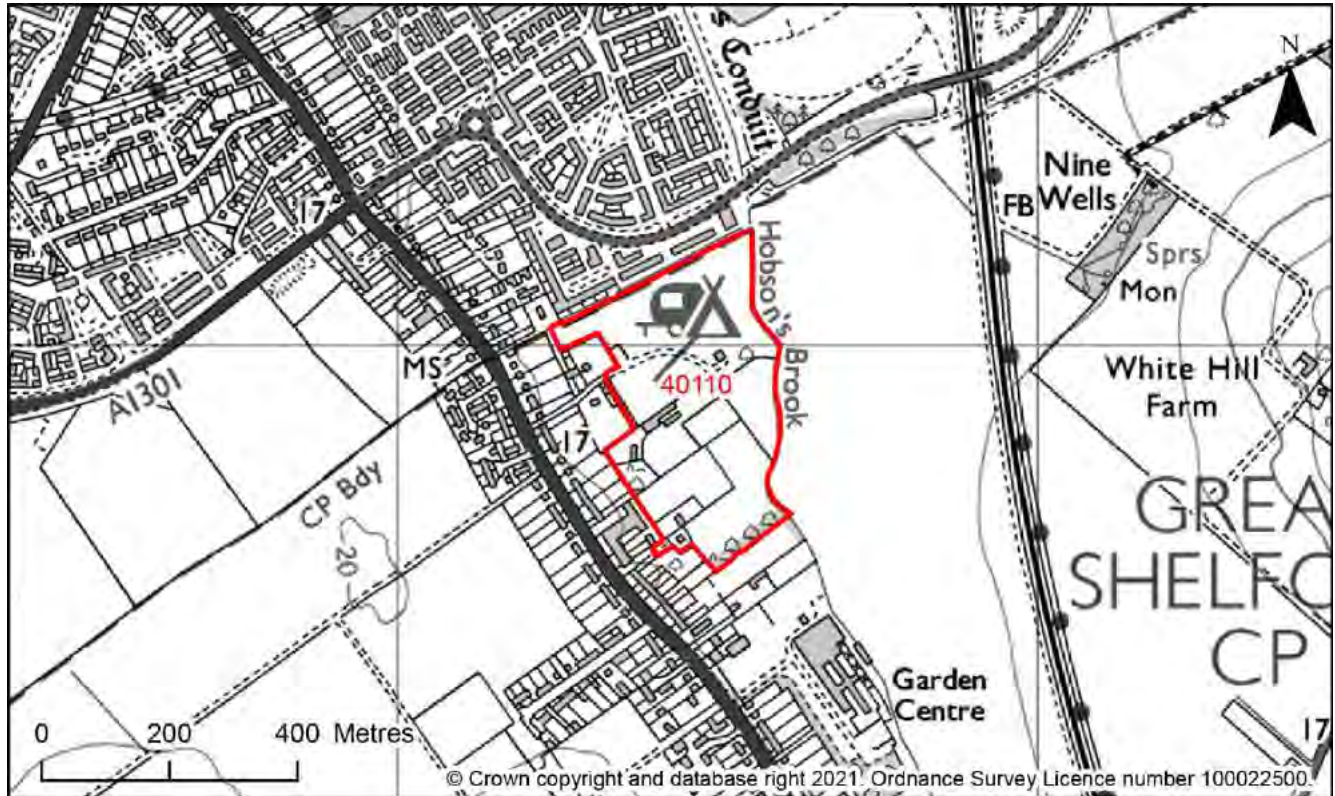 's Conduit
N
Nine
Wells
FB
17
Sprs
Mon
Hobson's Brook
MS
40110
White Hill
Farm
A1301
17
CP Bdy
20
GREA
SHELFO
CP
Garden
Centre
17
0 200 400 Metres
© Crown copyright and database right 2021. Ordnance Survey Licence number 100022500.